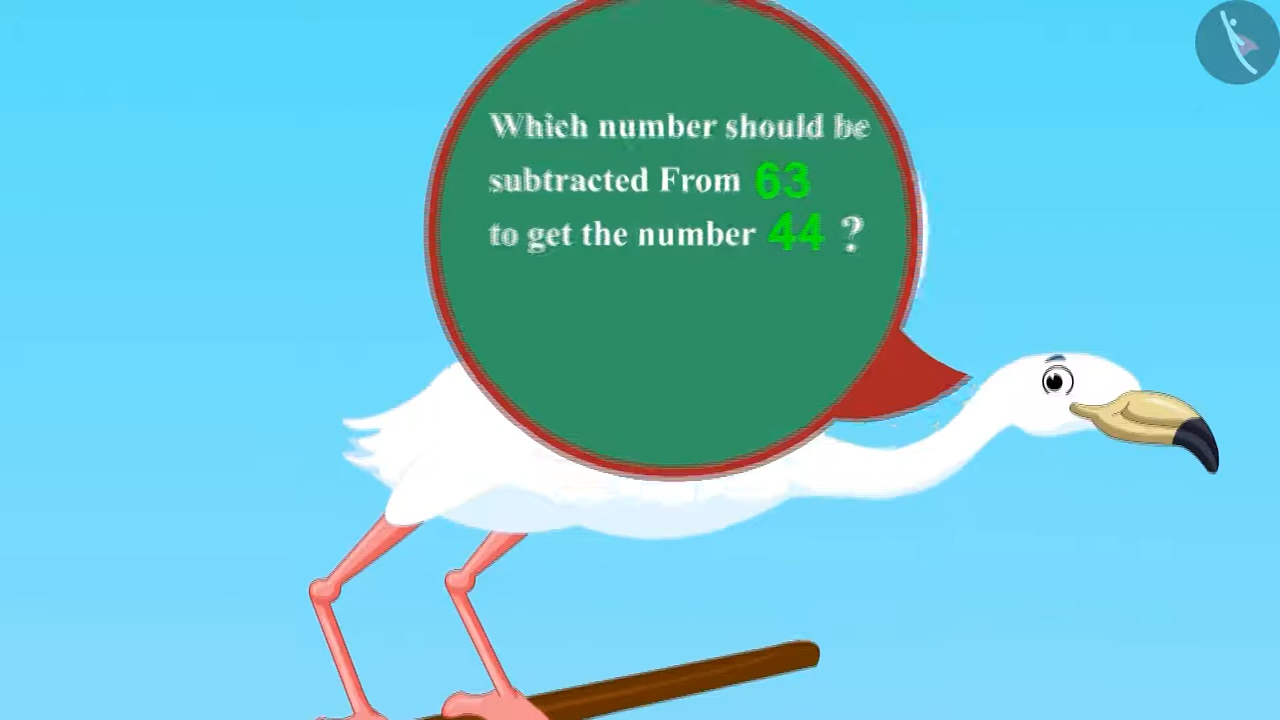 Which number should be
subtracted From 63
to get the number 44 ?